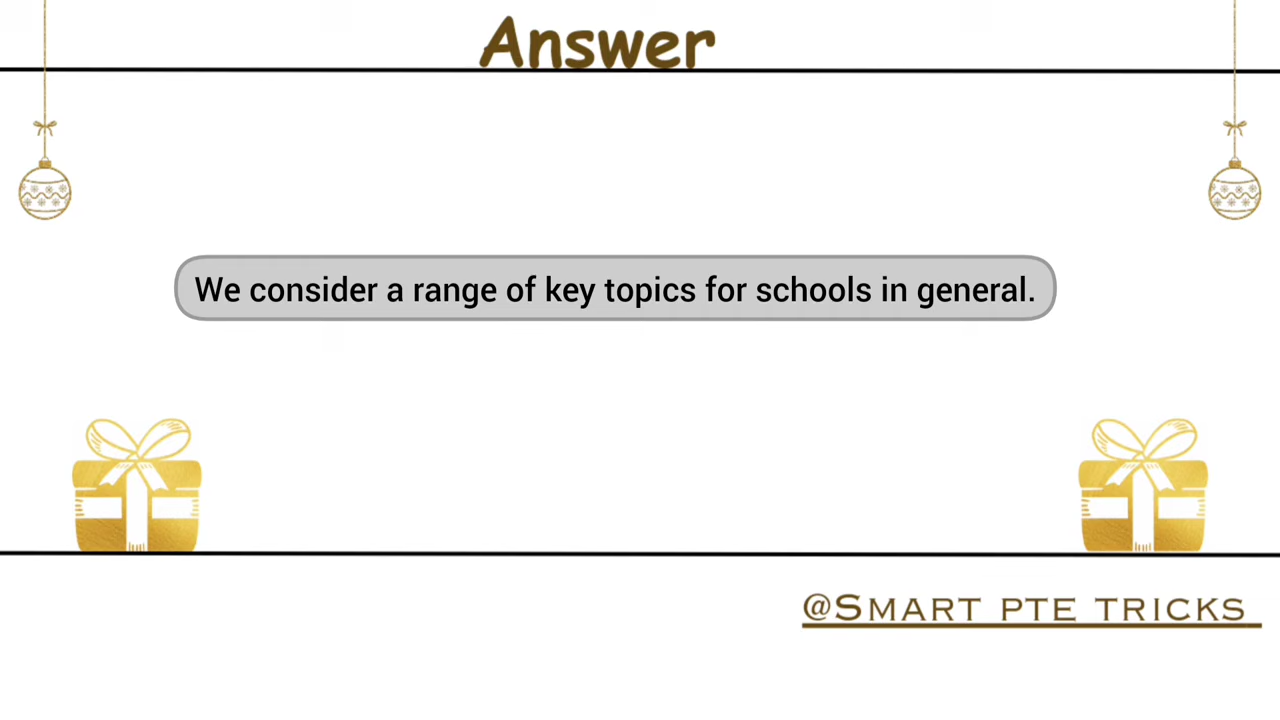 Answer
We consider a range of key topics for schools in general.
@SMART PTE TRICKS